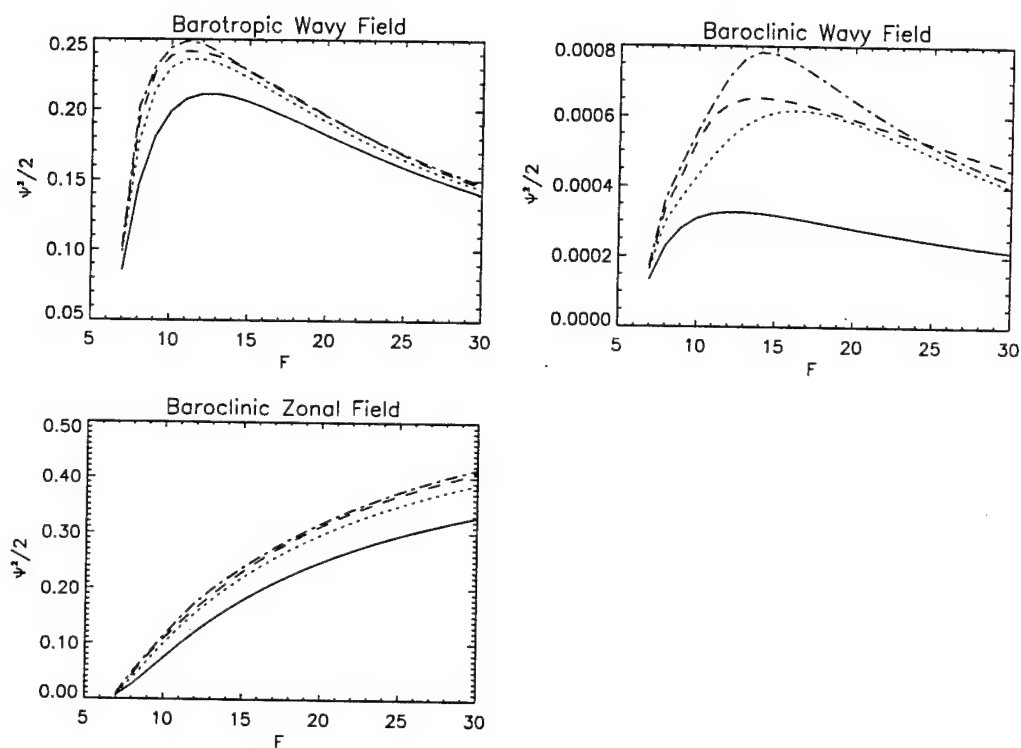 Barotropic Wavy Field
0.25
0.20
0.15
0.10
0.05
ψ²/2
5 10 15 20 25 30
F
Baroclinic Wavy Field
0.0008
0.0006
0.0004
0.0002
0.0000
ψ²/2
5 10 15 20 25 30
F
Baroclinic Zonal Field
0.50
0.40
0.30
0.20
0.10
0.00
ψ²/2
5 10 15 20 25 30
F